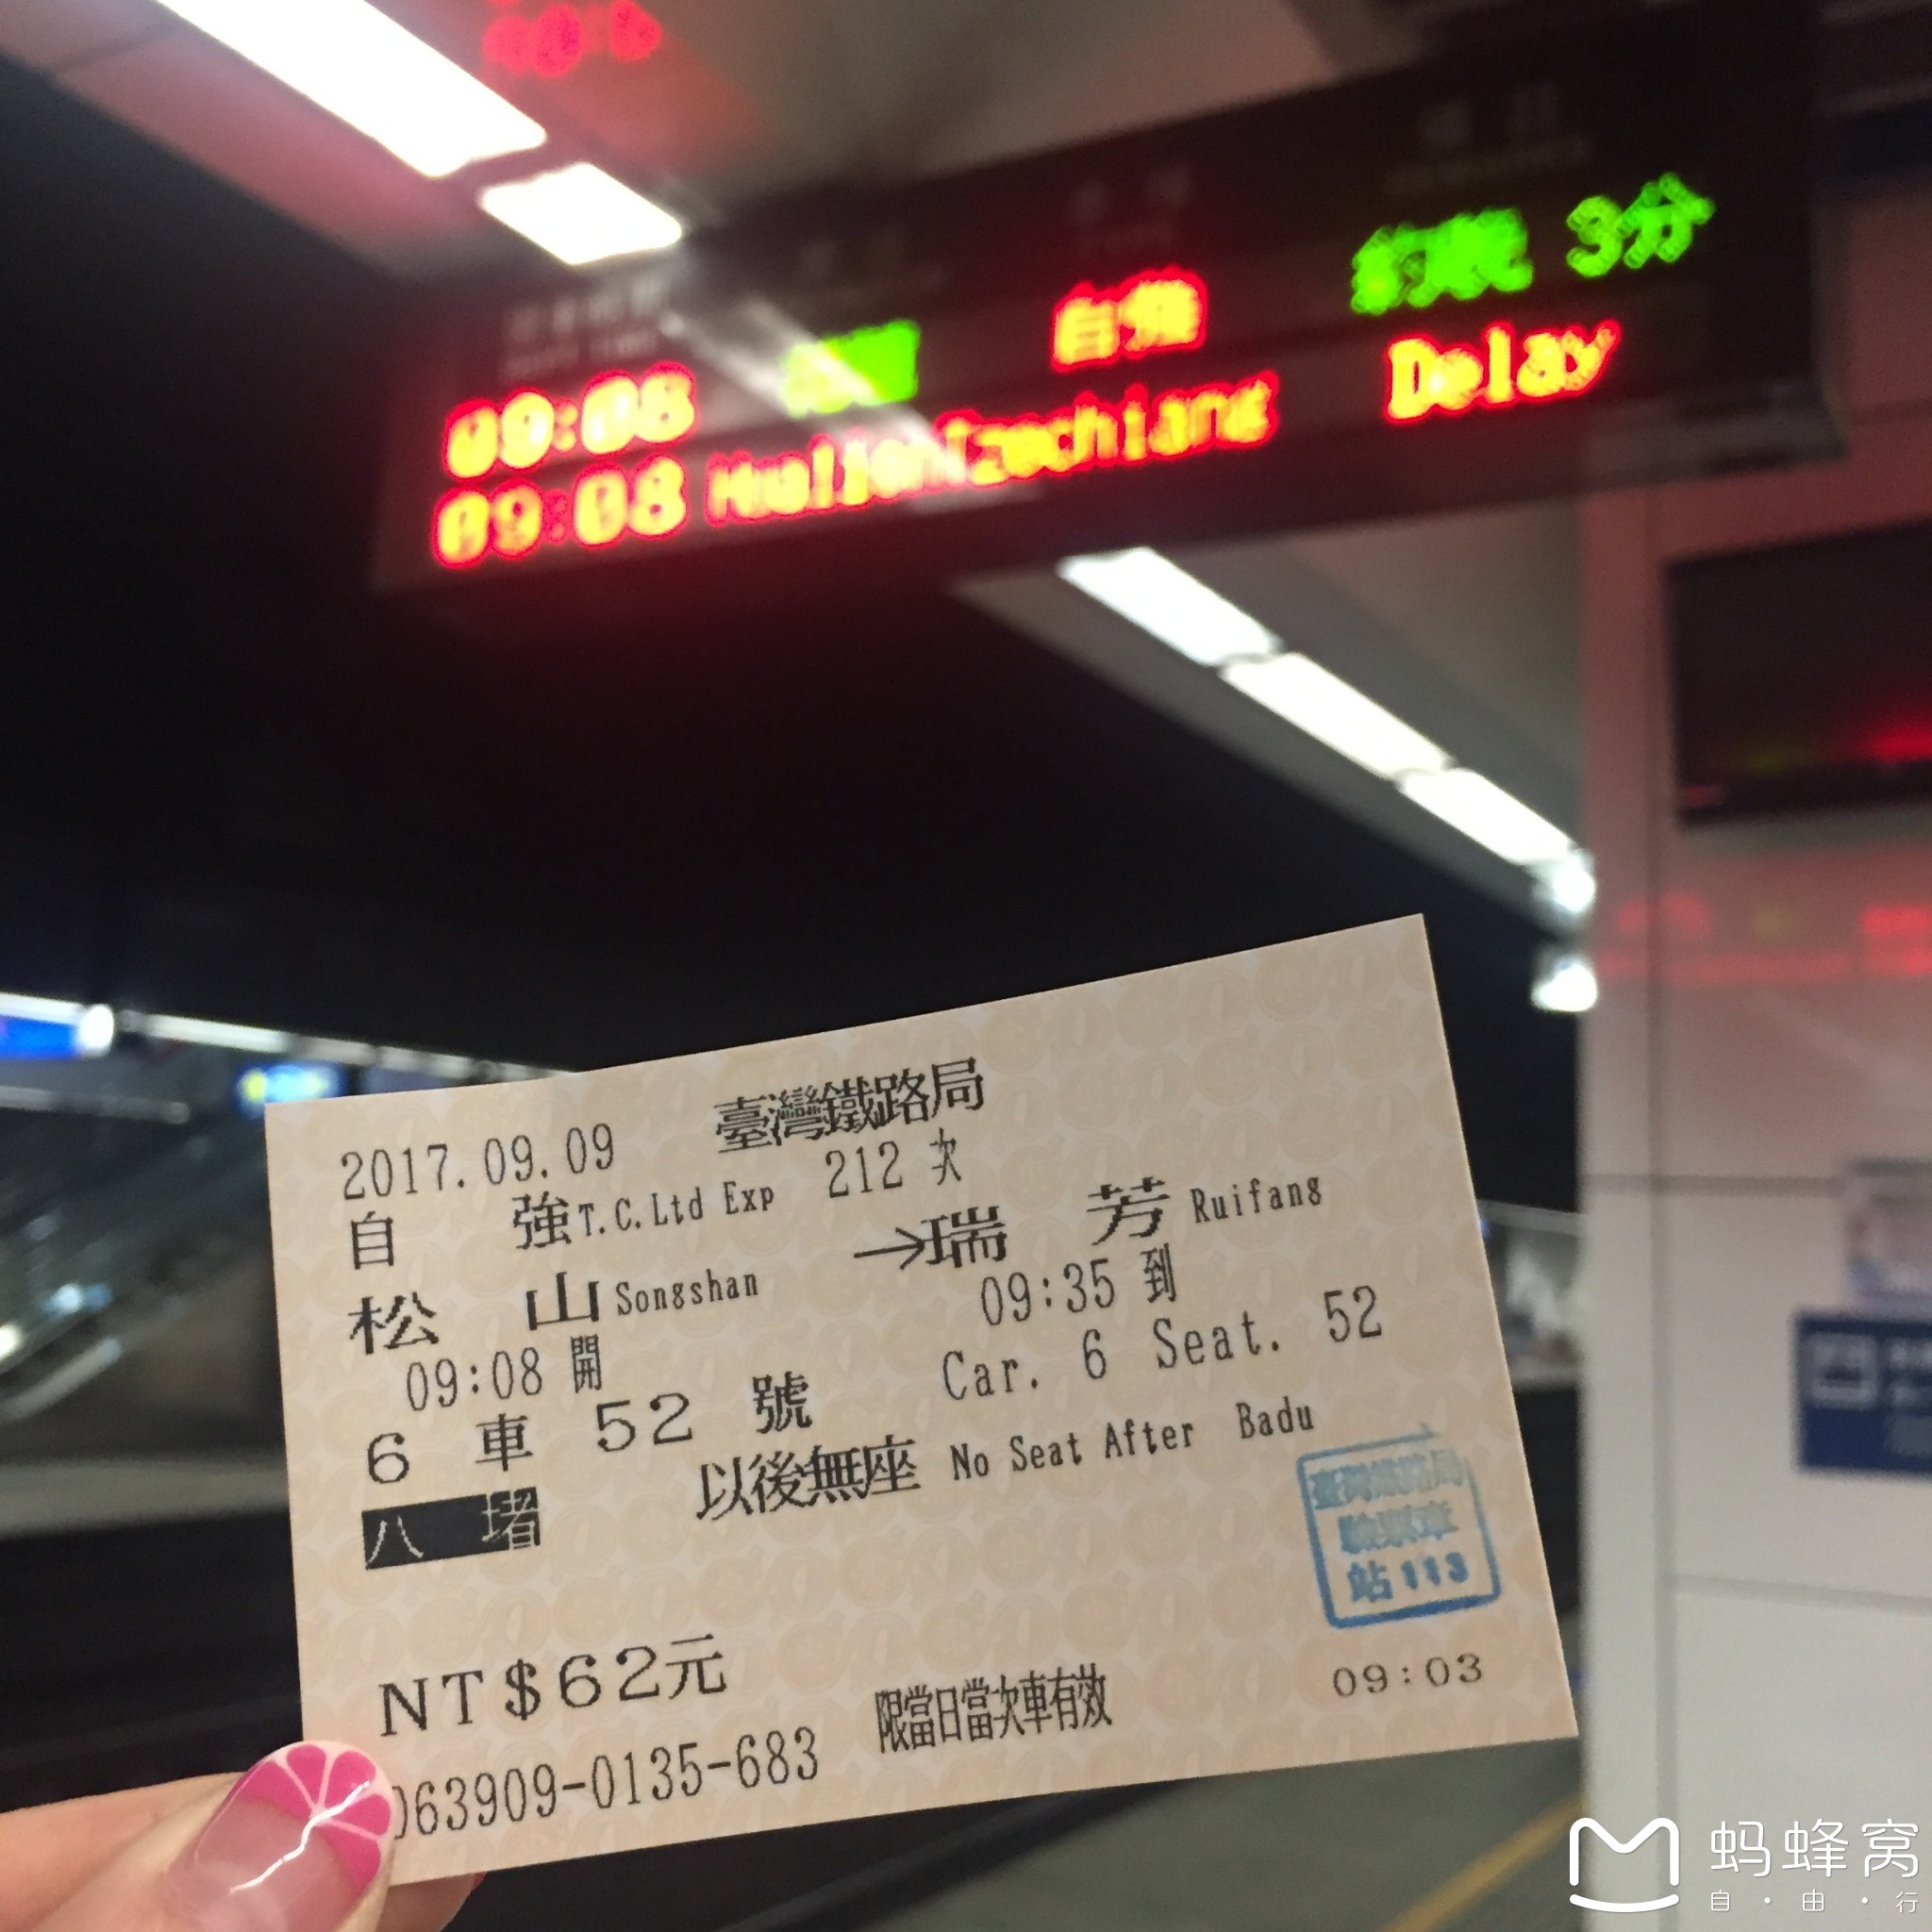 約晚 3分
自強
09:08
Delay
09:08 HualienTzechiang
臺灣鐵路局
2017.09.09
212 次
自 強 T.C.Ltd Exp
松 山 Songshan → 瑞 芳 Ruifang
09:08 開
09:35 到
6 車 52 號
Car. 6 Seat. 52
八 堵 以後無座 No Seat After Badu
臺灣鐵路局
驗票章
站113
NT$62元
限當日當次車有效
09:03
063909-0135-683
蚂蜂窝
自·由·行